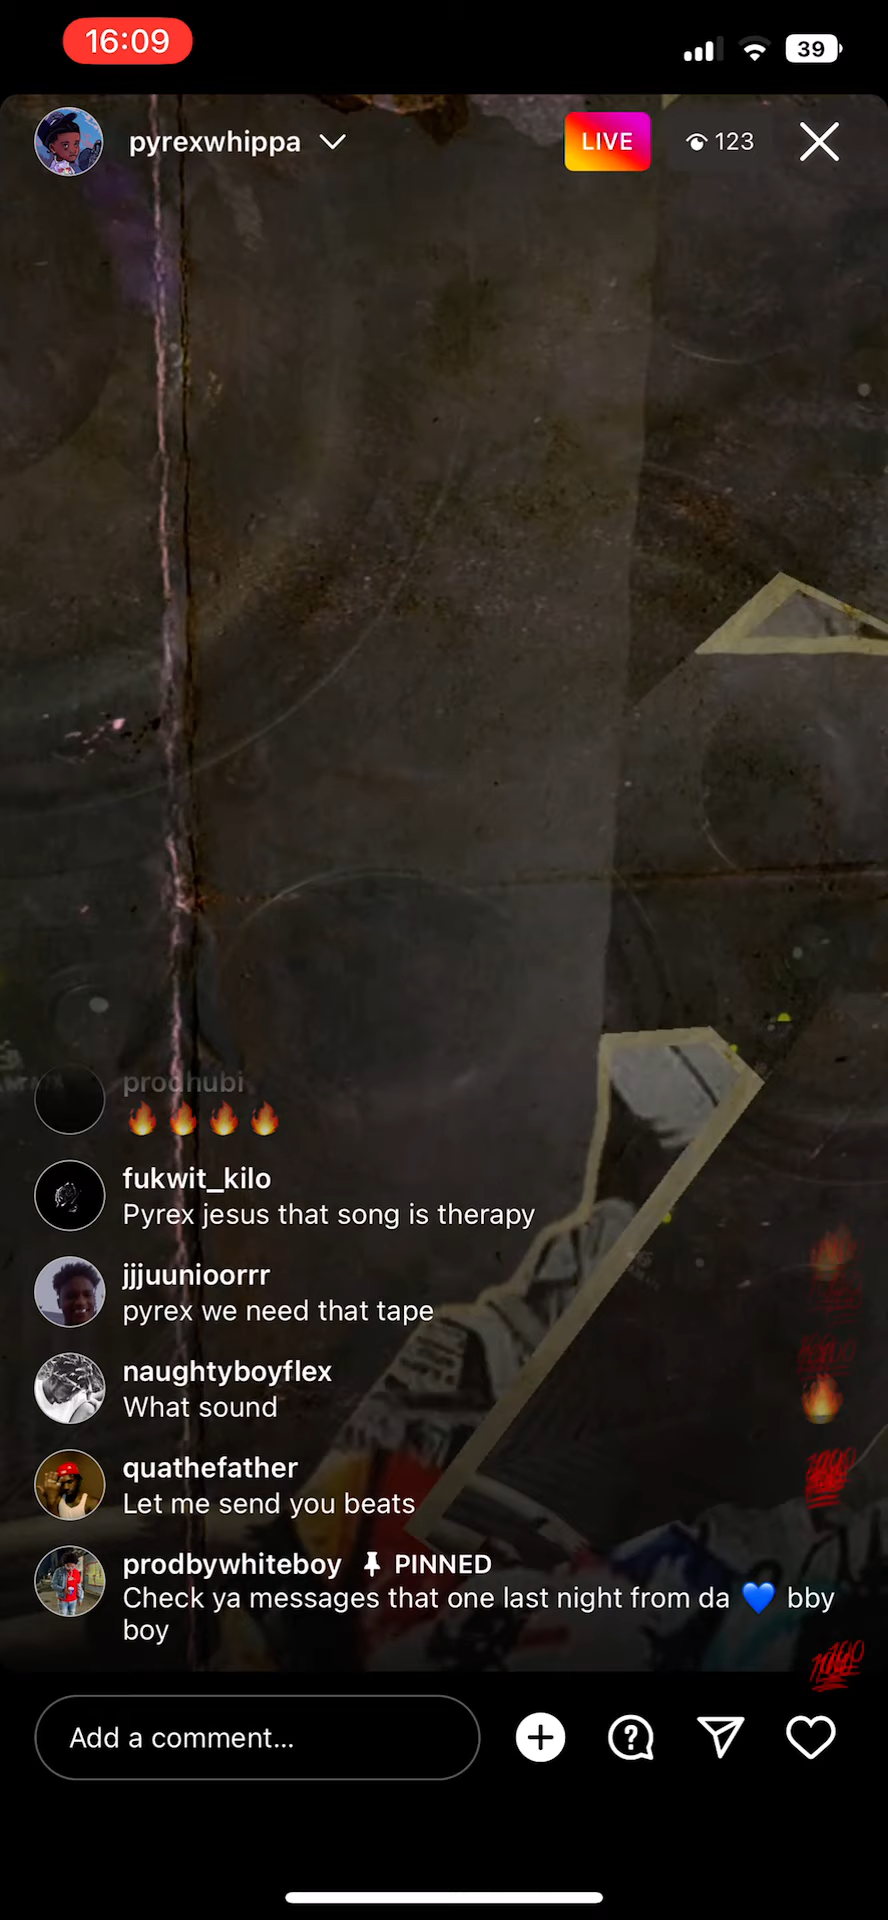 16:09
39
pyrexwhippa
LIVE
123
prodhubi
🔥 🔥 🔥 🔥
fukwit_kilo
Pyrex jesus that song is therapy
jjjuunioorrr
pyrex we need that tape
naughtyboyflex
What sound
quathefather
Let me send you beats
prodbywhiteboy PINNED
Check ya messages that one last night from da 💙 bby
boy
Add a comment...